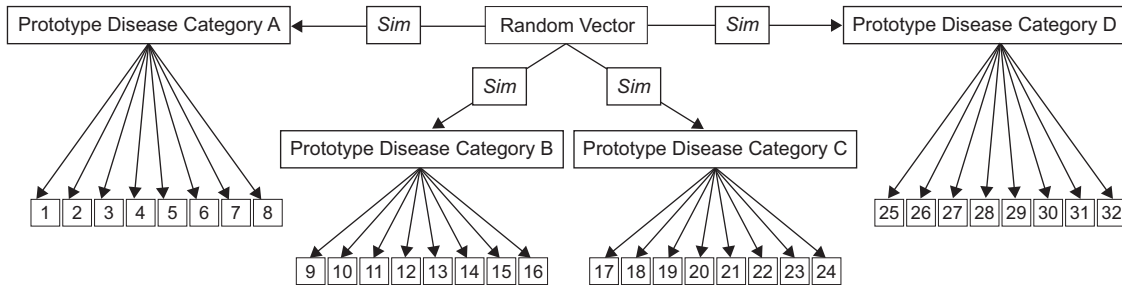 Prototype Disease Category A
Sim
Random Vector
Sim
Prototype Disease Category D
Sim
Sim
Prototype Disease Category B
Prototype Disease Category C
1 2 3 4 5 6 7 8
25 26 27 28 29 30 31 32
9 10 11 12 13 14 15 16
17 18 19 20 21 22 23 24